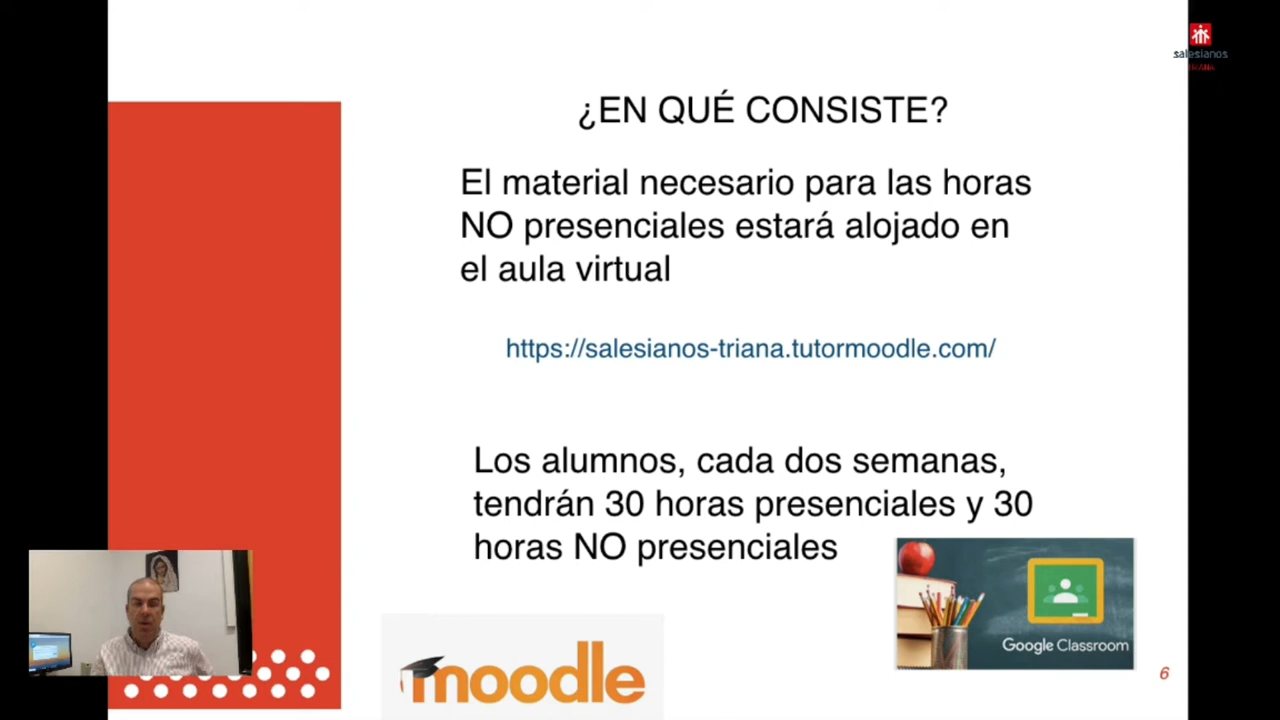 salesianos
TRIANA
¿EN QUÉ CONSISTE?
El material necesario para las horas
NO presenciales estará alojado en
el aula virtual
https://salesianos-triana.tutormoodle.com/
Los alumnos, cada dos semanas,
tendrán 30 horas presenciales y 30
horas NO presenciales
Google Classroom
moodle
6